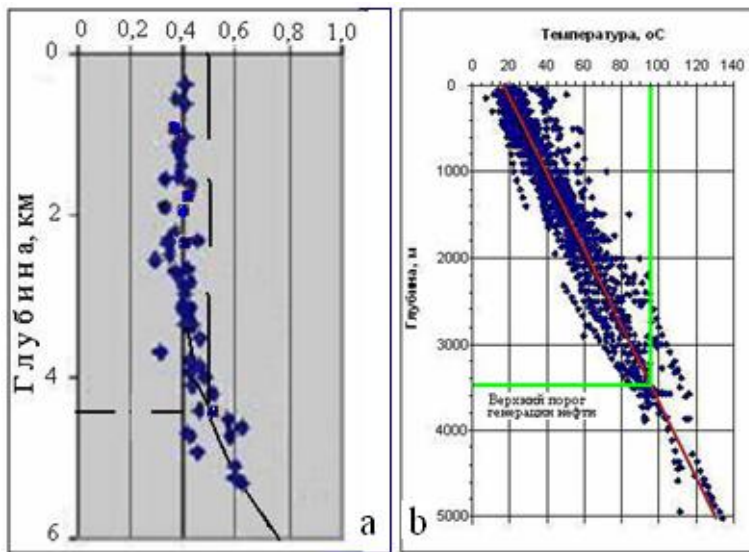 0 0,2 0,4 0,6 0,8 1,0
0
2
4
6
Глубина, км
a
Температура, оС
0 20 40 60 80 100 120 140
0
1000
2000
3000
4000
5000
Глубина, м
Верхний порог
генерации нефти
b